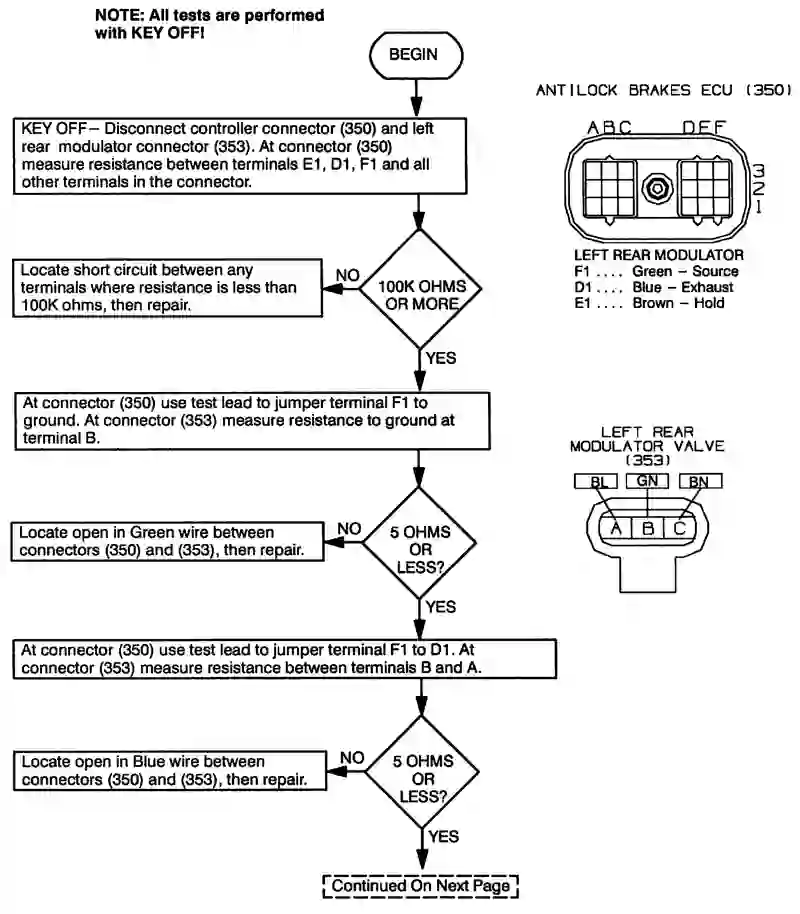 NOTE: All tests are performed
with KEY OFF!
BEGIN
KEY OFF– Disconnect controller connector (350) and left
rear modulator connector (353). At connector (350)
measure resistance between terminals E1, D1, F1 and all
other terminals in the connector.
100K OHMS
OR MORE
NO
Locate short circuit between any
terminals where resistance is less than
100K ohms, then repair.
YES
At connector (350) use test lead to jumper terminal F1 to
ground. At connector (353) measure resistance to ground at
terminal B.
5 OHMS
OR
LESS?
NO
Locate open in Green wire between
connectors (350) and (353), then repair.
YES
At connector (350) use test lead to jumper terminal F1 to D1. At
connector (353) measure resistance between terminals B and A.
5 OHMS
OR
LESS?
NO
Locate open in Blue wire between
connectors (350) and (353), then repair.
YES
Continued On Next Page
ANTILOCK BRAKES ECU (350)
ABC DEF
3
2
1
LEFT REAR MODULATOR
F1 .... Green – Source
D1 .... Blue – Exhaust
E1 .... Brown – Hold
LEFT REAR
MODULATOR VALVE
(353)
BL GN BN
A B C